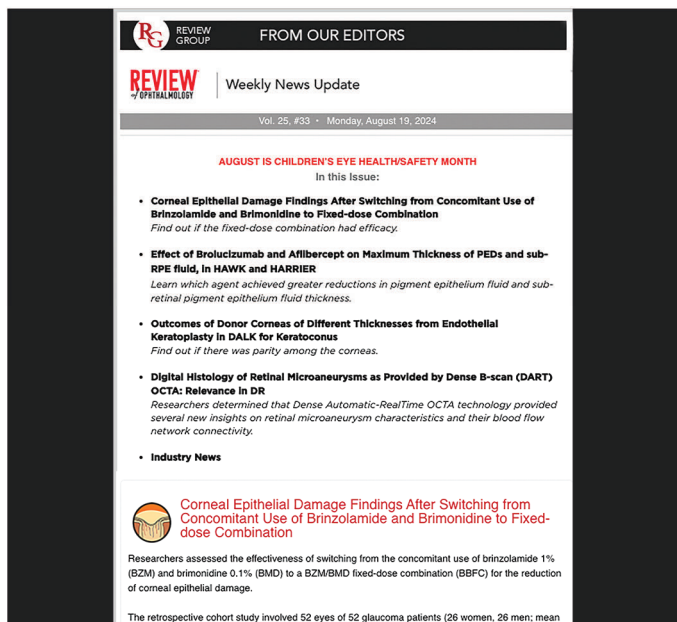 RG REVIEW GROUP FROM OUR EDITORS
REVIEW of OPHTHALMOLOGY Weekly News Update
Vol. 25, #33 • Monday, August 19, 2024
AUGUST IS CHILDREN'S EYE HEALTH/SAFETY MONTH
In this Issue:
• Corneal Epithelial Damage Findings After Switching from Concomitant Use of
Brinzolamide and Brimonidine to Fixed-dose Combination
Find out if the fixed-dose combination had efficacy.
• Effect of Brolucizumab and Aflibercept on Maximum Thickness of PEDs and sub-
RPE fluid, in HAWK and HARRIER
Learn which agent achieved greater reductions in pigment epithelium fluid and sub-
retinal pigment epithelium fluid thickness.
• Outcomes of Donor Corneas of Different Thicknesses from Endothelial
Keratoplasty in DALK for Keratoconus
Find out if there was parity among the corneas.
• Digital Histology of Retinal Microaneurysms as Provided by Dense B-scan (DART)
OCTA: Relevance in DR
Researchers determined that Dense Automatic-RealTime OCTA technology provided
several new insights on retinal microaneurysm characteristics and their blood flow
network connectivity.
• Industry News
Corneal Epithelial Damage Findings After Switching from
Concomitant Use of Brinzolamide and Brimonidine to Fixed-
dose Combination
Researchers assessed the effectiveness of switching from the concomitant use of brinzolamide 1%
(BZM) and brimonidine 0.1% (BMD) to a BZM/BMD fixed-dose combination (BBFC) for the reduction
of corneal epithelial damage.
The retrospective cohort study involved 52 eyes of 52 glaucoma patients (26 women, 26 men; mean